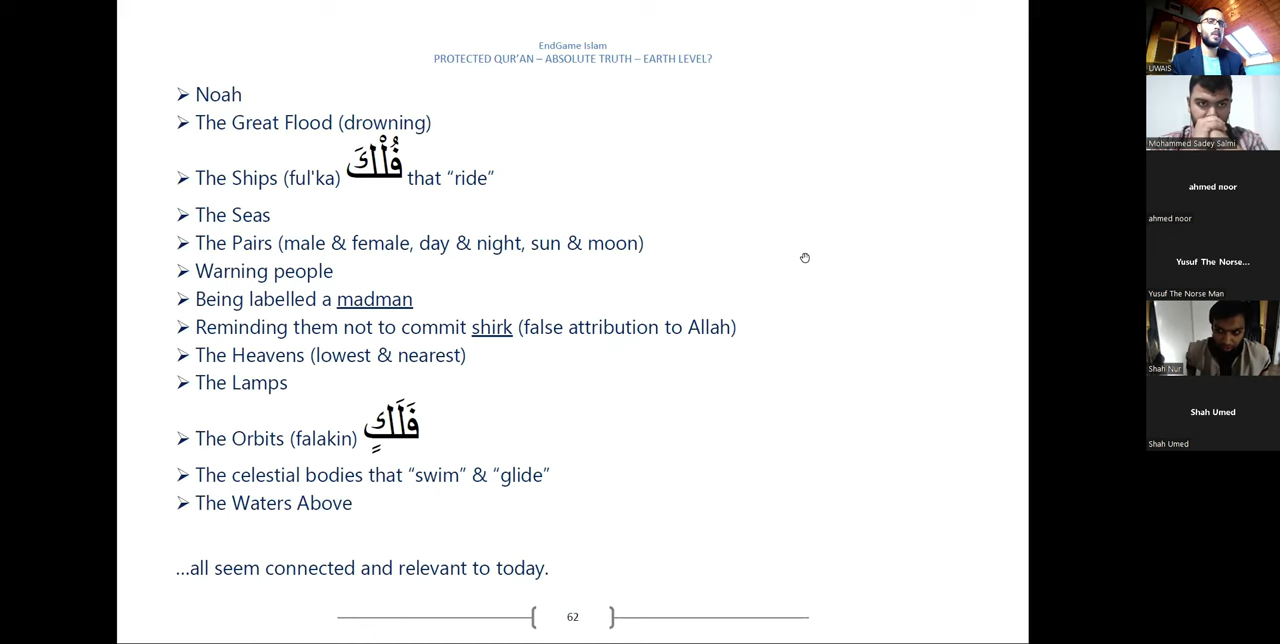 EndGame Islam
PROTECTED QUR'AN – ABSOLUTE TRUTH – EARTH LEVEL?
➢ Noah
➢ The Great Flood (drowning)
➢ The Ships (ful'ka) فُلْكَ that “ride”
➢ The Seas
➢ The Pairs (male & female, day & night, sun & moon)
➢ Warning people
➢ Being labelled a madman
➢ Reminding them not to commit shirk (false attribution to Allah)
➢ The Heavens (lowest & nearest)
➢ The Lamps
➢ The Orbits (falakin) فَلَكٍ
➢ The celestial bodies that “swim” & “glide”
➢ The Waters Above
…all seem connected and relevant to today.
62
UWAIS
Mohammed Sadey Salmi
ahmed noor
ahmed noor
Yusuf The Norse...
Yusuf The Norse Man
Shah Nur
Shah Umed
Shah Umed